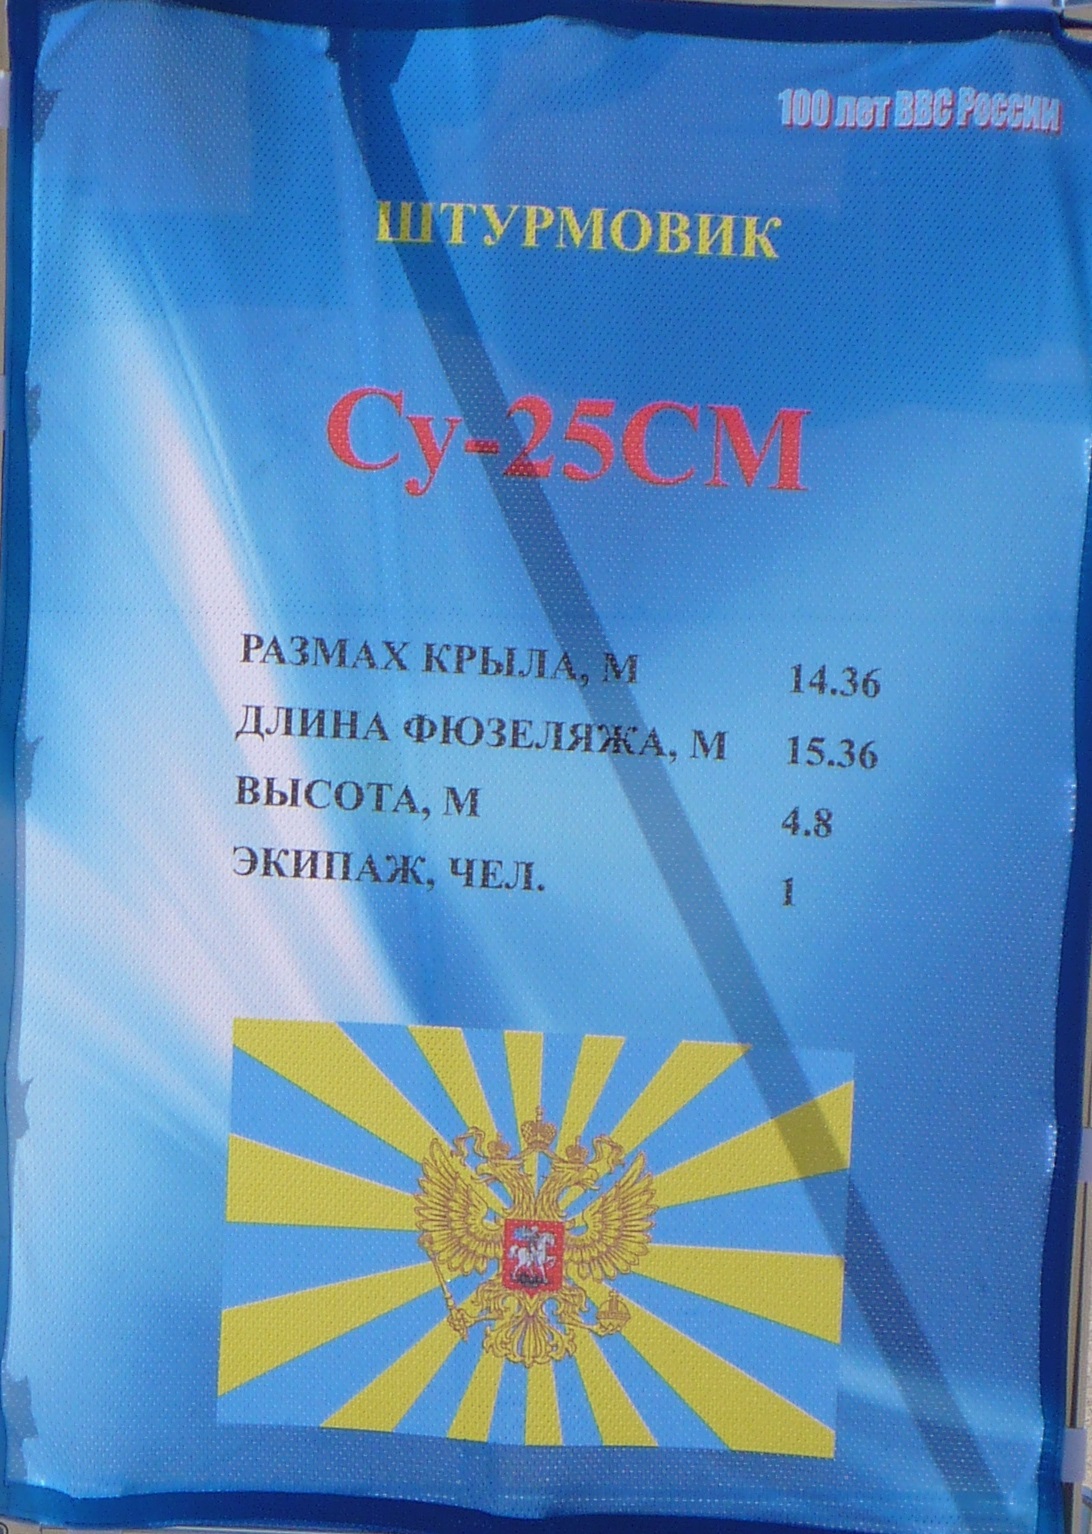 100 лет ВВС России
ШТУРМОВИК
Су-25СМ
РАЗМАХ КРЫЛА, М 14.36
ДЛИНА ФЮЗЕЛЯЖА, М 15.36
ВЫСОТА, М 4.8
ЭКИПАЖ, ЧЕЛ. 1